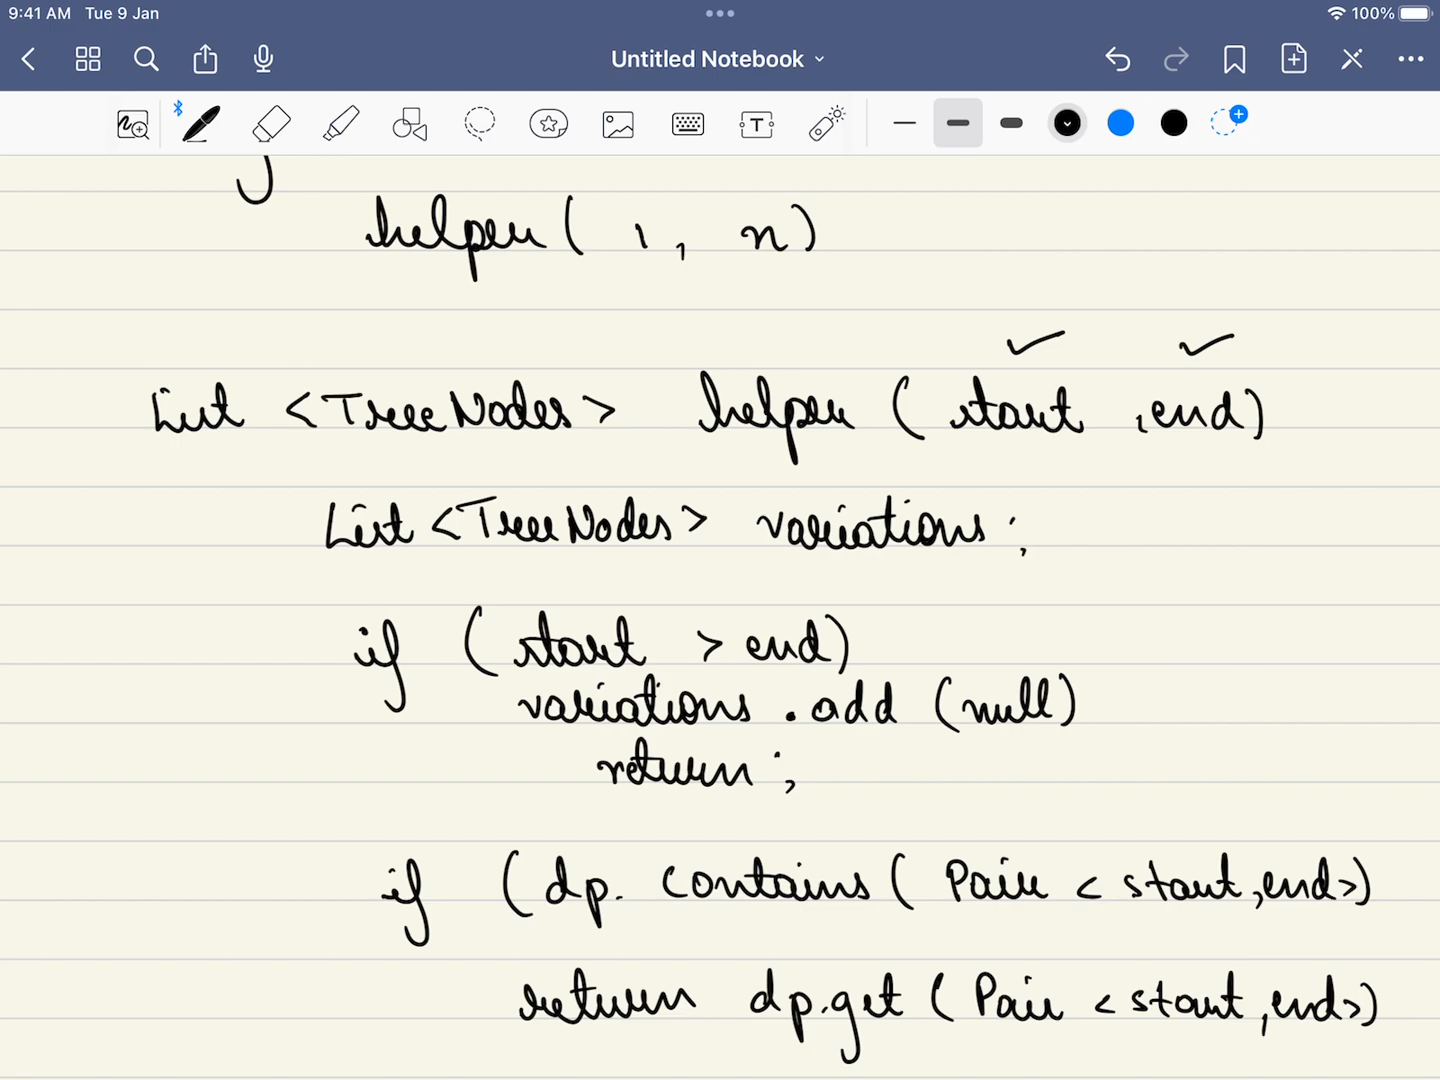 9:41 AM Tue 9 Jan 100%
Untitled Notebook
T
}
helper( 1, n)
List <TreeNodes> helper ( start ,end)
List <TreeNodes> variations ;
if ( start > end)
variations . add (null)
return ;
if ( dp. contains ( Pair < start,end>)
return dp.get ( Pair < start,end>)